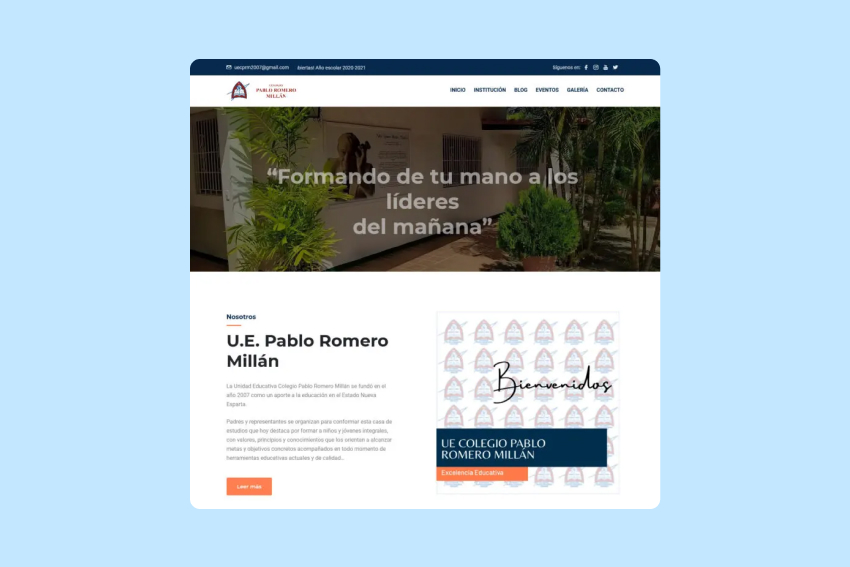 uecprm2007@gmail.com
¡bientas! Año escolar 2020-2021
Síguenos en:
PABLO ROMERO
MILLÁN
INICIO INSTITUCIÓN BLOG EVENTOS GALERÍA CONTACTO
“Formando de tu mano a los
líderes
del mañana”
Nosotros
U.E. Pablo Romero
Millán
La Unidad Educativa Colegio Pablo Romero Millán se fundó en el
año 2007 como un aporte a la educación en el Estado Nueva
Esparta.
Padres y representantes se organizan para conformar esta casa de
estudios que hoy destaca por formar a niños y jóvenes integrales,
con valores, principios y conocimientos que los orienten a alcanzar
metas y objetivos concretos acompañados en todo momento de
herramientas educativas actuales y de calidad...
Leer más
Bienvenidos
UE COLEGIO PABLO
ROMERO MILLÁN
Excelencia Educativa